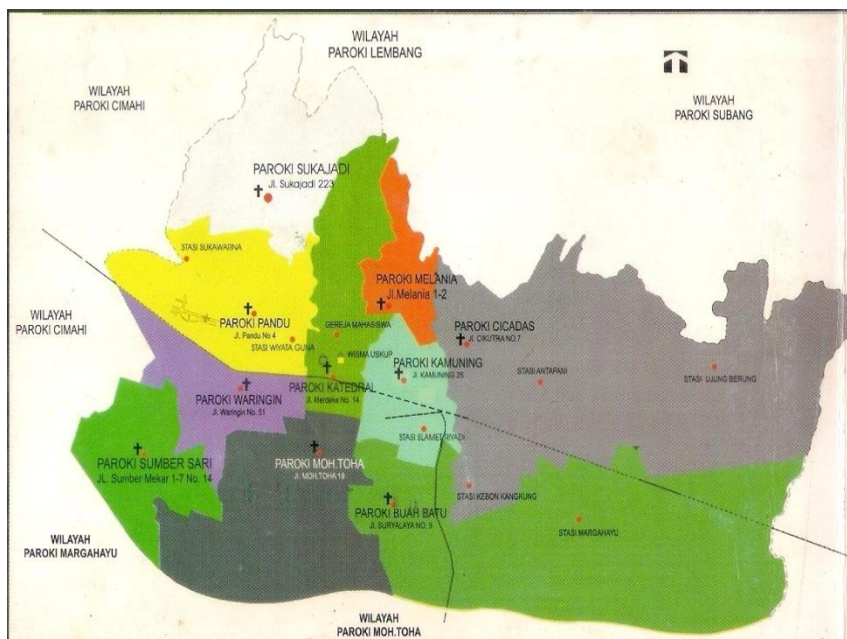 WILAYAH
PAROKI LEMBANG
WILAYAH
PAROKI CIMAHI
WILAYAH
PAROKI SUBANG
PAROKI SUKAJADI
Jl. Sukajadi 223
STASI SUKAWARNA
PAROKI MELANIA
Jl.Melania 1-2
WILAYAH
PAROKI CIMAHI
PAROKI PANDU
Jl. Pandu No 4
GEREJA MAHASISWA
PAROKI CICADAS
JL. CIKUTRA NO.7
STASI WIYATA GUNA
WISMA USKUP
PAROKI KAMUNING
JL. KAMUNING 26
STASI ANTAPANI
STASI UJUNG BERUNG
PAROKI WARINGIN
Jl. Waringin No. 51
PAROKI KATEDRAL
Jl. Merdeka No. 14
STASI SLAMET RIYADI
PAROKI SUMBER SARI
JL. Sumber Mekar 1-7 No. 14
PAROKI MOH.TOHA
JL. MOH.TOHA 19
STASI KEBON KANGKUNG
PAROKI BUAH BATU
JL. SURYALAYA NO. 9
STASI MARGAHAYU
WILAYAH
PAROKI MARGAHAYU
WILAYAH
PAROKI MOH.TOHA